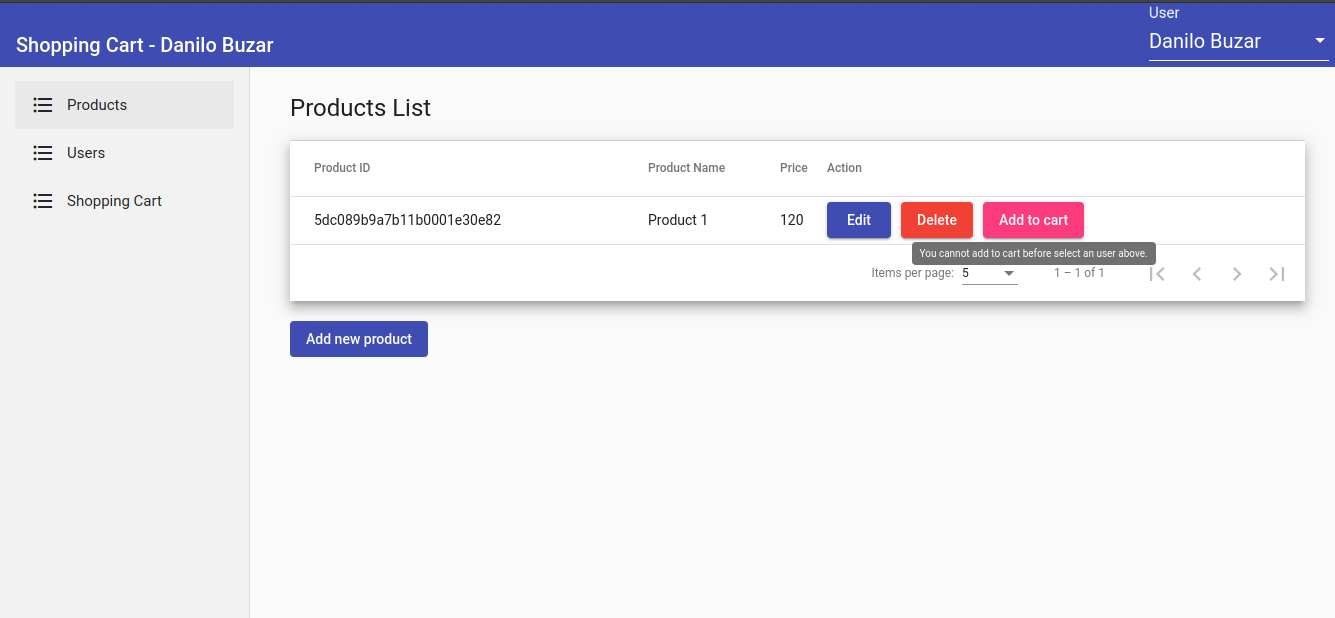 User
Shopping Cart - Danilo Buzar
Danilo Buzar
Products
Users
Shopping Cart
Products List
Product ID Product Name Price Action
5dc089b9a7b11b0001e30e82 Product 1 120 Edit Delete Add to cart
You cannot add to cart before select an user above.
Items per page: 5 1 – 1 of 1
Add new product